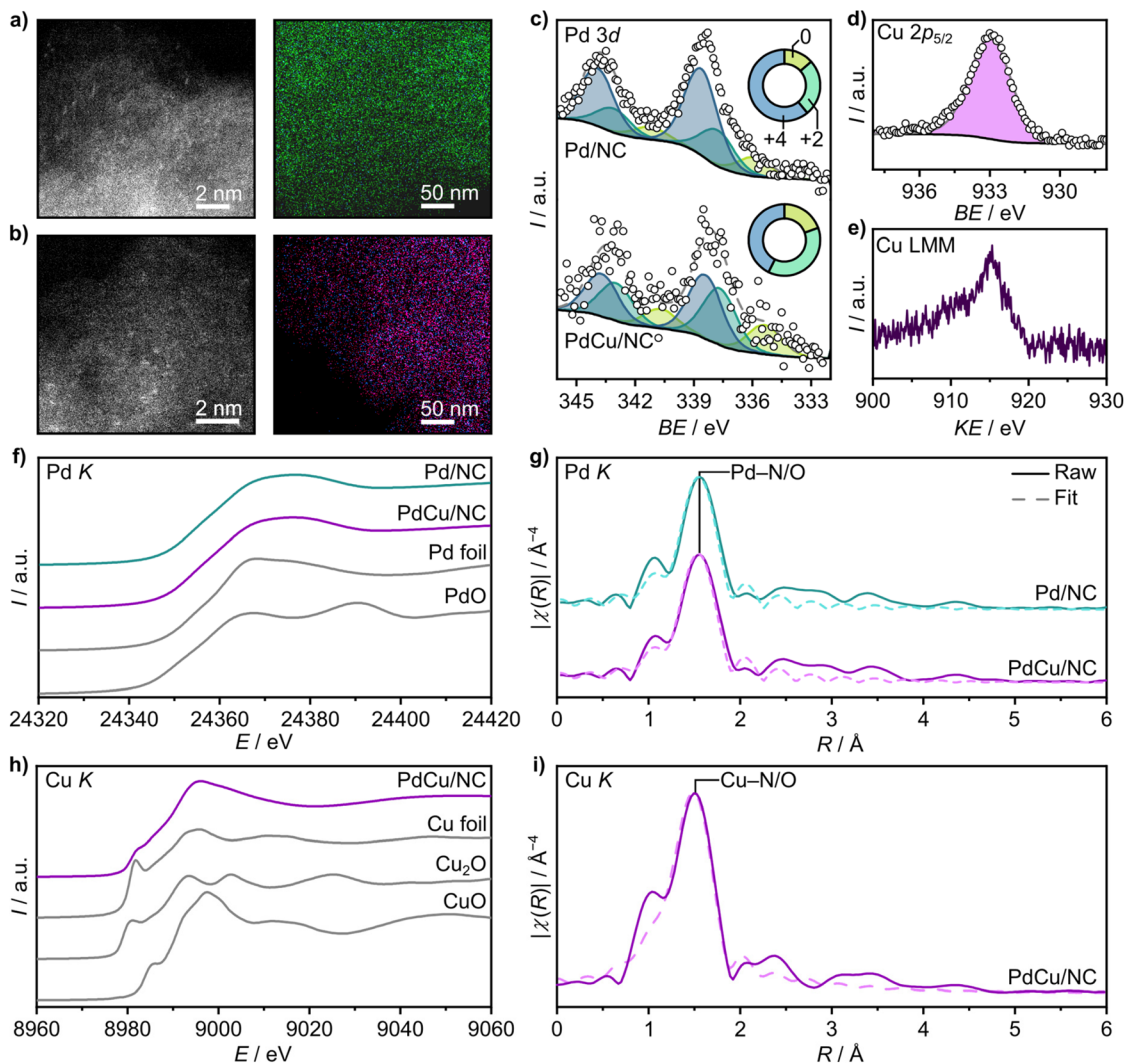 a)
2 nm
50 nm
b)
2 nm
50 nm
c)
Pd 3d
0
+4
+2
Pd/NC
PdCu/NC
I / a.u.
345 342 339 336 333
BE / eV
d)
Cu 2p5/2
I / a.u.
936 933 930
BE / eV
e)
Cu LMM
I / a.u.
900 910 920 930
KE / eV
f)
Pd K
Pd/NC
PdCu/NC
Pd foil
PdO
I / a.u.
24320 24340 24360 24380 24400 24420
E / eV
g)
Pd K
Pd–N/O
Raw
Fit
Pd/NC
PdCu/NC
|χ(R)| / Å−4
0 1 2 3 4 5 6
R / Å
h)
Cu K
PdCu/NC
Cu foil
Cu2O
CuO
I / a.u.
8960 8980 9000 9020 9040 9060
E / eV
i)
Cu K
Cu–N/O
PdCu/NC
|χ(R)| / Å−4
0 1 2 3 4 5 6
R / Å